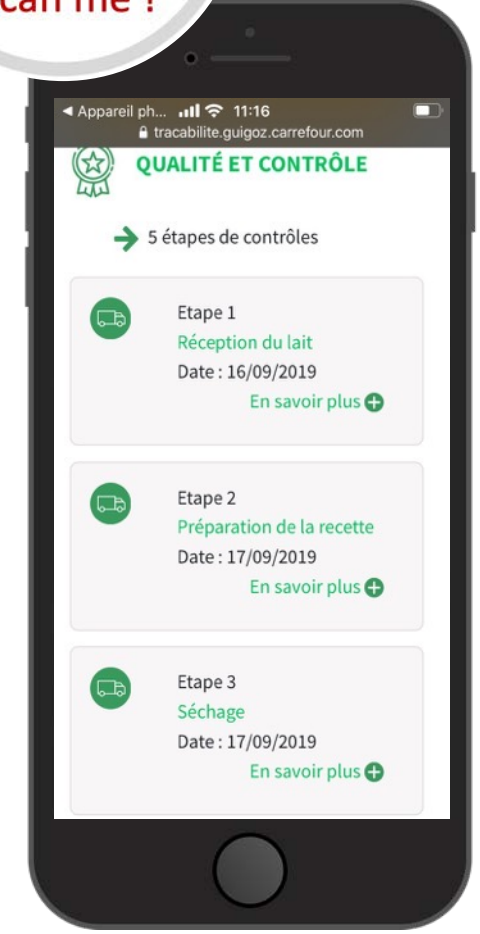 can me !
Appareil ph... 11:16
tracabilite.guigoz.carrefour.com
QUALITÉ ET CONTRÔLE
5 étapes de contrôles
Etape 1
Réception du lait
Date : 16/09/2019
En savoir plus
Etape 2
Préparation de la recette
Date : 17/09/2019
En savoir plus
Etape 3
Séchage
Date : 17/09/2019
En savoir plus